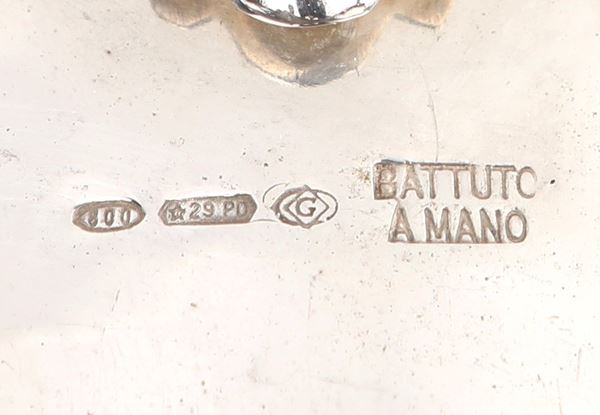 800
☆29 PD
G
BATTUTO
A MANO